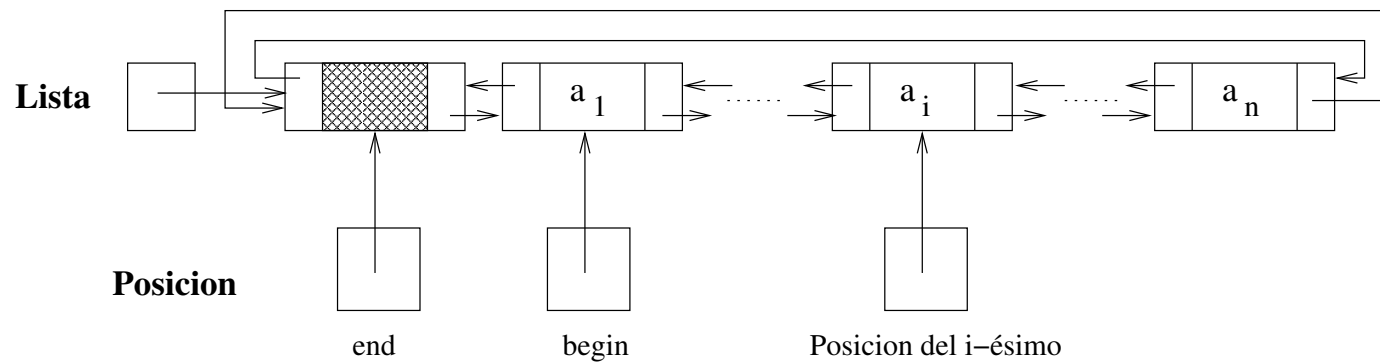 Lista
a 1
......
a i
.......
a n
Posicion
end
begin
Posicion del i−ésimo